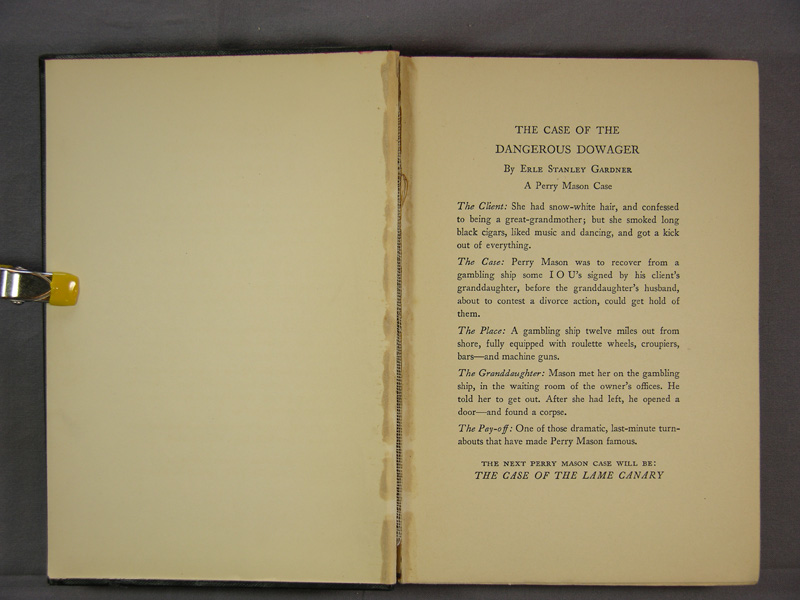 THE CASE OF THE
DANGEROUS DOWAGER
By Erle Stanley Gardner
A Perry Mason Case
The Client: She had snow-white hair, and confessed
to being a great-grandmother; but she smoked long
black cigars, liked music and dancing, and got a kick
out of everything.
The Case: Perry Mason was to recover from a
gambling ship some I O U's signed by his client's
granddaughter, before the granddaughter's husband,
about to contest a divorce action, could get hold of
them.
The Place: A gambling ship twelve miles out from
shore, fully equipped with roulette wheels, croupiers,
bars—and machine guns.
The Granddaughter: Mason met her on the gambling
ship, in the waiting room of the owner's offices. He
told her to get out. After she had left, he opened a
door—and found a corpse.
The Pay-off: One of those dramatic, last-minute turn-
abouts that have made Perry Mason famous.
THE NEXT PERRY MASON CASE WILL BE:
THE CASE OF THE LAME CANARY